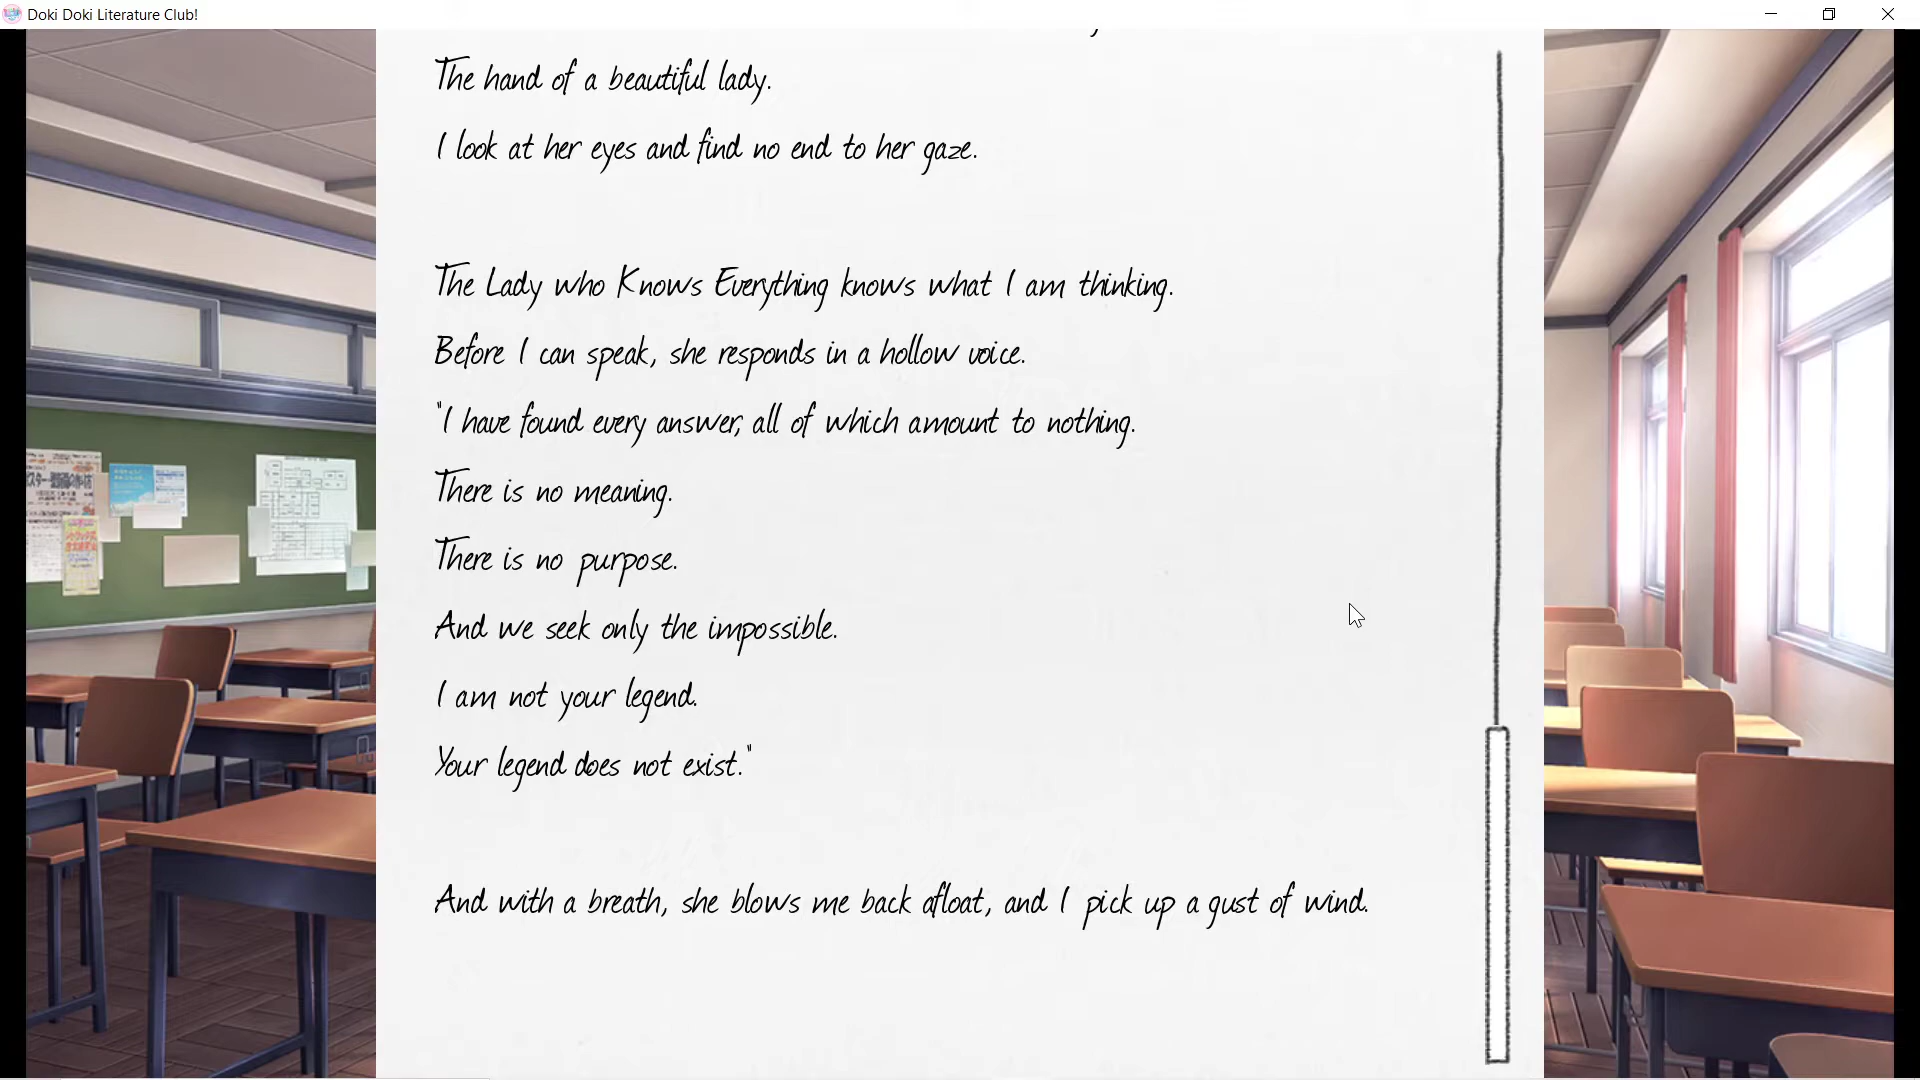 Doki Doki Literature Club!
The hand of a beautiful lady.
I look at her eyes and find no end to her gaze.
The Lady who Knows Everything knows what I am thinking.
Before I can speak, she responds in a hollow voice.
"I have found every answer, all of which amount to nothing.
There is no meaning.
There is no purpose.
And we seek only the impossible.
I am not your legend.
Your legend does not exist."
And with a breath, she blows me back afloat, and I pick up a gust of wind.